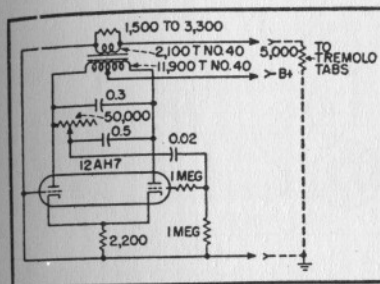 1,500 TO 3,300
2,100 T NO.40
11,900 T NO.40
5,000
TO
TREMOLO
TABS
B+
0.3
50,000
0.5
0.02
12AH7
1 MEG
1 MEG
2,200